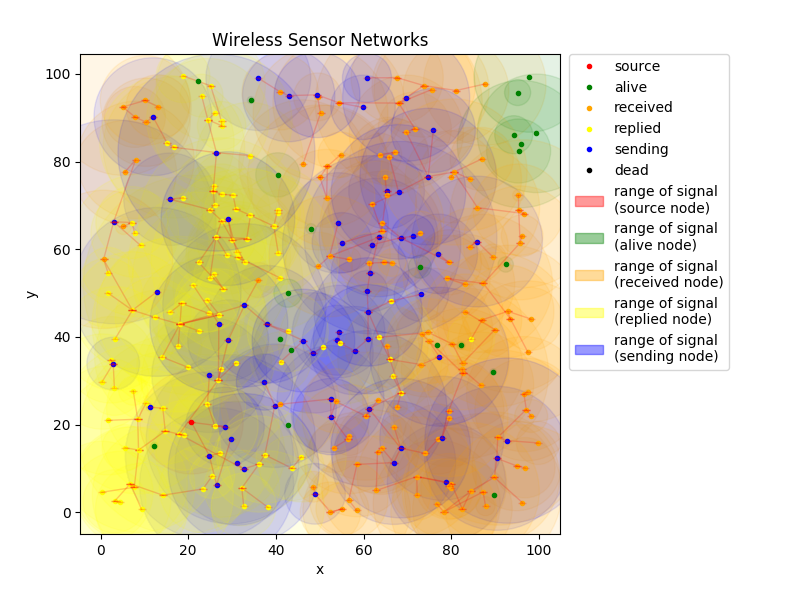 Wireless Sensor Networks
100
80
60
40
20
0
y
0 20 40 60 80 100
x
source
alive
received
replied
sending
dead
range of signal
(source node)
range of signal
(alive node)
range of signal
(received node)
range of signal
(replied node)
range of signal
(sending node)